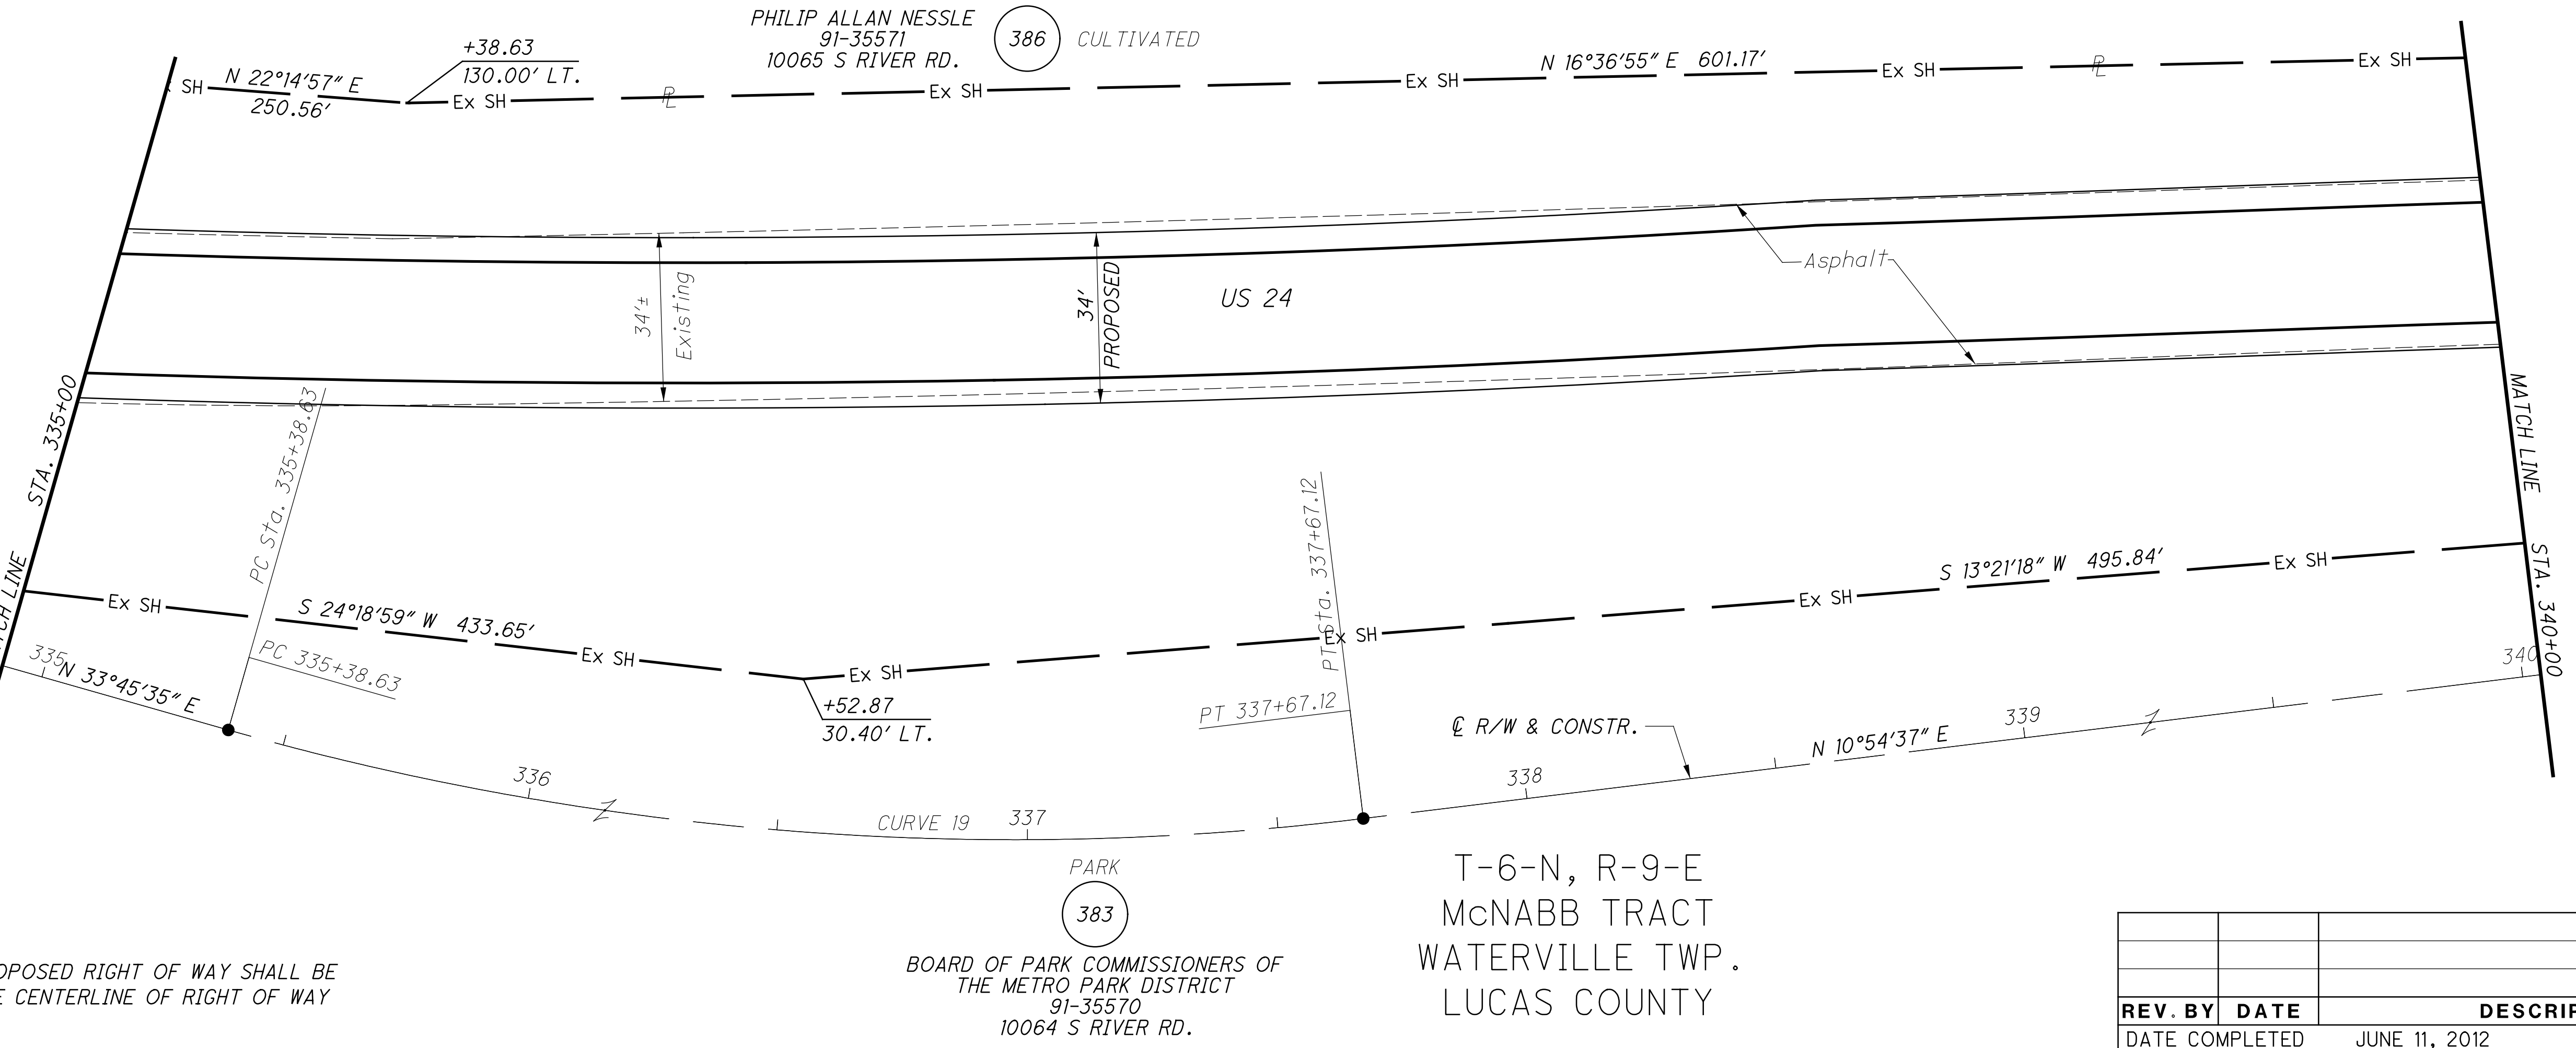 PHILIP ALLAN NESSLE
91-35571
10065 S RIVER RD.
386
CULTIVATED
+38.63
130.00' LT.
SH
N 22°14'57" E
250.56'
Ex SH
PL
Ex SH
Ex SH
N 16°36'55" E 601.17'
Ex SH
PL
Ex SH
34'±
Existing
34'
PROPOSED
US 24
Asphalt
STA. 335+00
LINE
PC Sta. 335+38.63
PT Sta. 337+67.12
MATCH LINE
STA. 340+00
Ex SH
S 24°18'59" W 433.65'
Ex SH
Ex SH
Ex SH
Ex SH
S 13°21'18" W 495.84'
Ex SH
335
N 33°45'35" E
PC 335+38.63
+52.87
30.40' LT.
PT 337+67.12
℄ R/W & CONSTR.
N 10°54'37" E
336
CURVE 19
337
338
339
340
PARK
383
BOARD OF PARK COMMISSIONERS OF
THE METRO PARK DISTRICT
91-35570
10064 S RIVER RD.
T-6-N, R-9-E
McNABB TRACT
WATERVILLE TWP.
LUCAS COUNTY
RIGHT OF WAY SHALL BE
CENTERLINE OF RIGHT OF WAY
REV. BY DATE
DATE COMPLETED JUNE 11, 2012